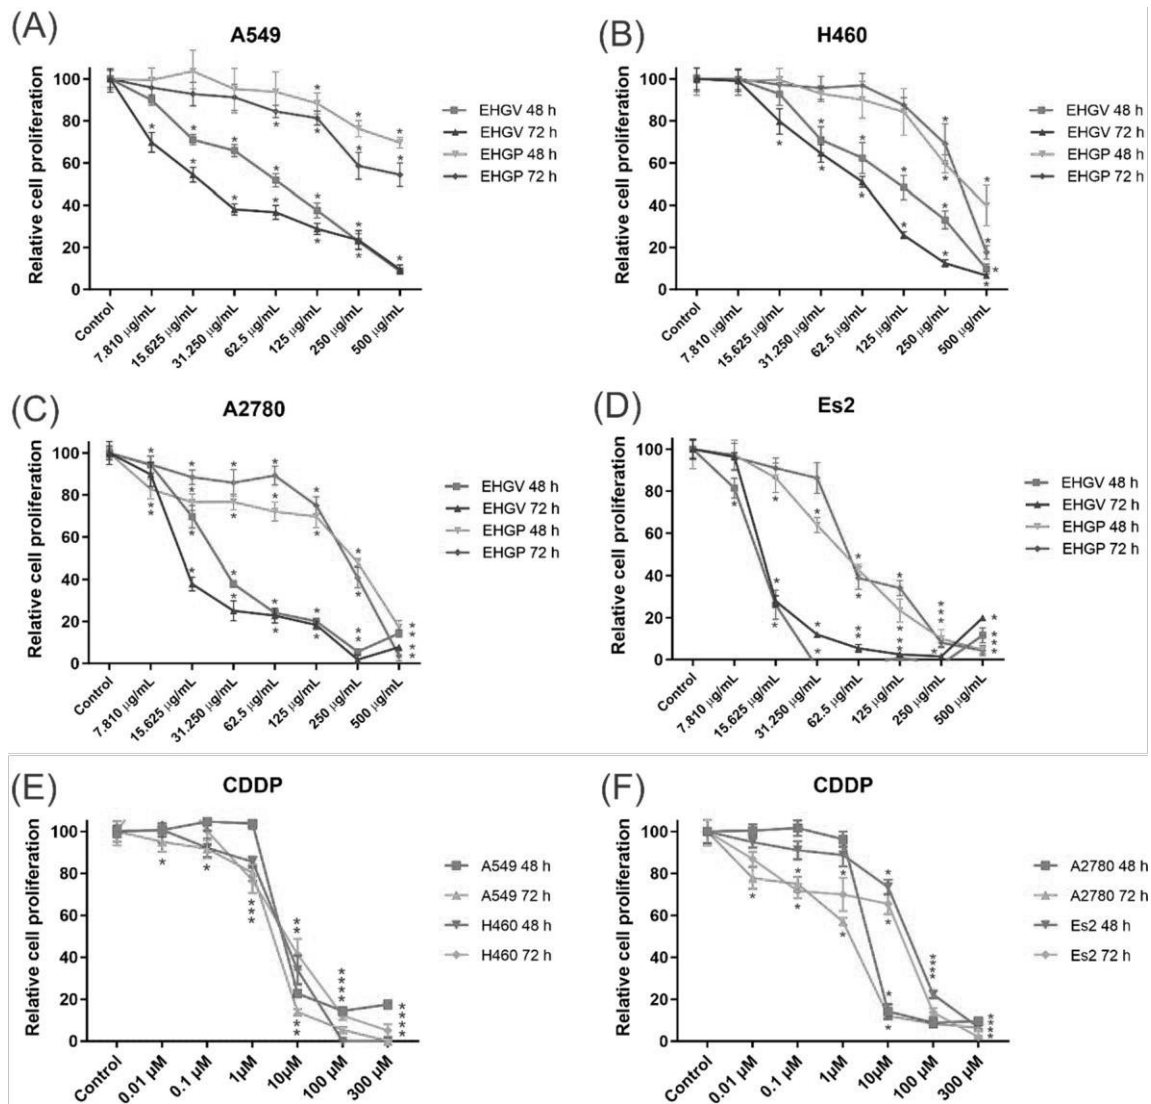 (A)
A549
Relative cell proliferation
100
80
60
40
20
0
Control
7.810 µg/mL
15.625 µg/mL
31.250 µg/mL
62.5 µg/mL
125 µg/mL
250 µg/mL
500 µg/mL
EHGV 48 h
EHGV 72 h
EHGP 48 h
EHGP 72 h
(B)
H460
Relative cell proliferation
100
80
60
40
20
0
Control
7.810 µg/mL
15.625 µg/mL
31.250 µg/mL
62.5 µg/mL
125 µg/mL
250 µg/mL
500 µg/mL
EHGV 48 h
EHGV 72 h
EHGP 48 h
EHGP 72 h
(C)
A2780
Relative cell proliferation
100
80
60
40
20
0
Control
7.810 µg/mL
15.625 µg/mL
31.250 µg/mL
62.5 µg/mL
125 µg/mL
250 µg/mL
500 µg/mL
EHGV 48 h
EHGV 72 h
EHGP 48 h
EHGP 72 h
(D)
Es2
Relative cell proliferation
100
80
60
40
20
0
Control
7.810 µg/mL
15.625 µg/mL
31.250 µg/mL
62.5 µg/mL
125 µg/mL
250 µg/mL
500 µg/mL
EHGV 48 h
EHGV 72 h
EHGP 48 h
EHGP 72 h
(E)
CDDP
Relative cell proliferation
100
80
60
40
20
0
Control
0.01 µM
0.1 µM
1µM
10µM
100 µM
300 µM
A549 48 h
A549 72 h
H460 48 h
H460 72 h
(F)
CDDP
Relative cell proliferation
100
80
60
40
20
0
Control
0.01 µM
0.1 µM
1µM
10µM
100 µM
300 µM
A2780 48 h
A2780 72 h
Es2 48 h
Es2 72 h